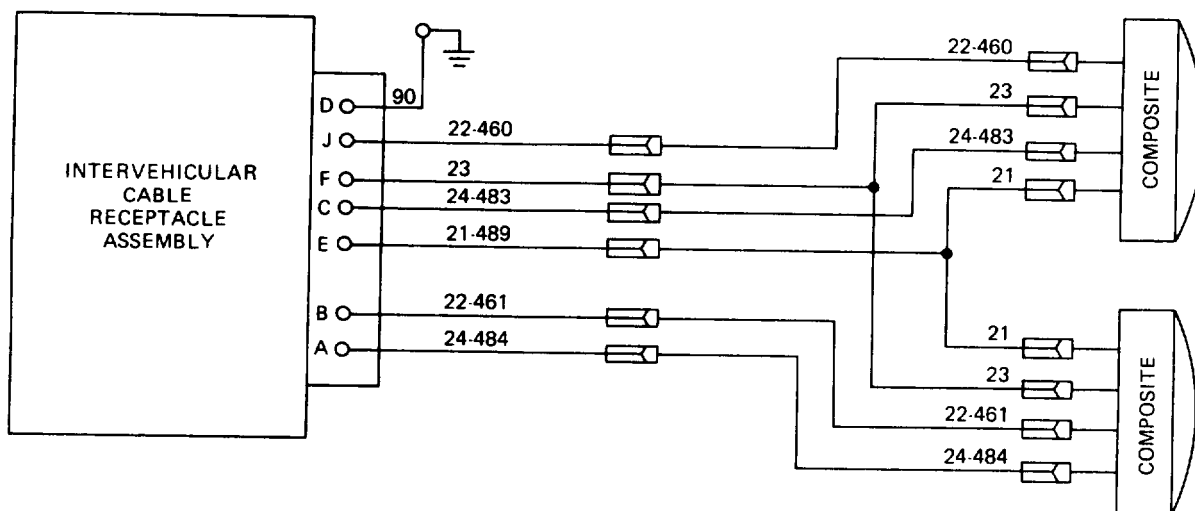 INTERVEHICULAR
CABLE
RECEPTACLE
ASSEMBLY
D
90
J
22-460
F
23
C
24-483
E
21-489
B
22-461
A
24-484
22-460
23
24-483
21
COMPOSITE
21
23
22-461
24-484
COMPOSITE